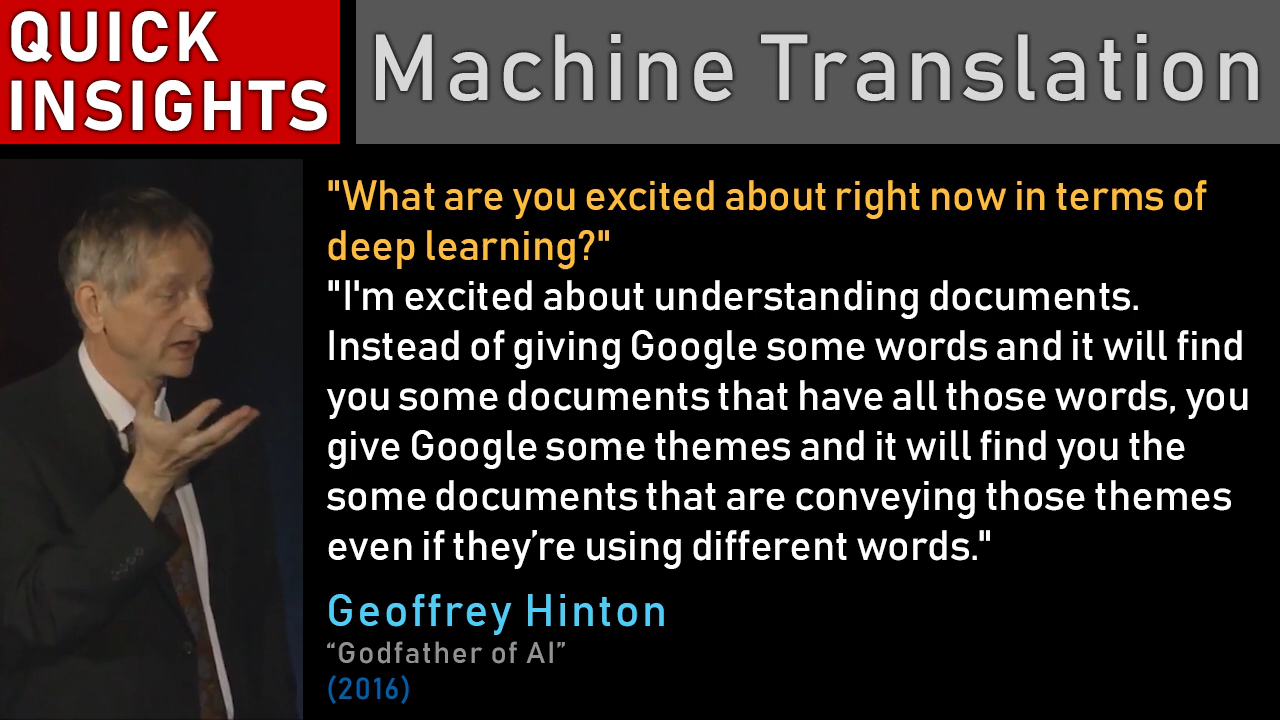 QUICK
INSIGHTS
Machine Translation
"What are you excited about right now in terms of
deep learning?"
"I'm excited about understanding documents.
Instead of giving Google some words and it will find
you some documents that have all those words, you
give Google some themes and it will find you the
some documents that are conveying those themes
even if they’re using different words."
Geoffrey Hinton
“Godfather of AI”
(2016)